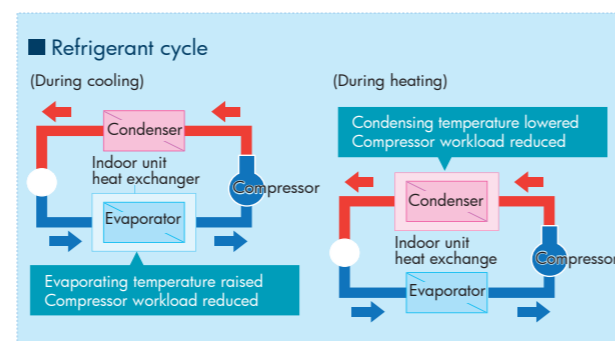 Refrigerant cycle
(During cooling)
Condenser
Indoor unit
heat exchanger
Compressor
Evaporator
Evaporating temperature raised
Compressor workload reduced
(During heating)
Condensing temperature lowered
Compressor workload reduced
Condenser
Indoor unit
heat exchange
Compressor
Evaporator